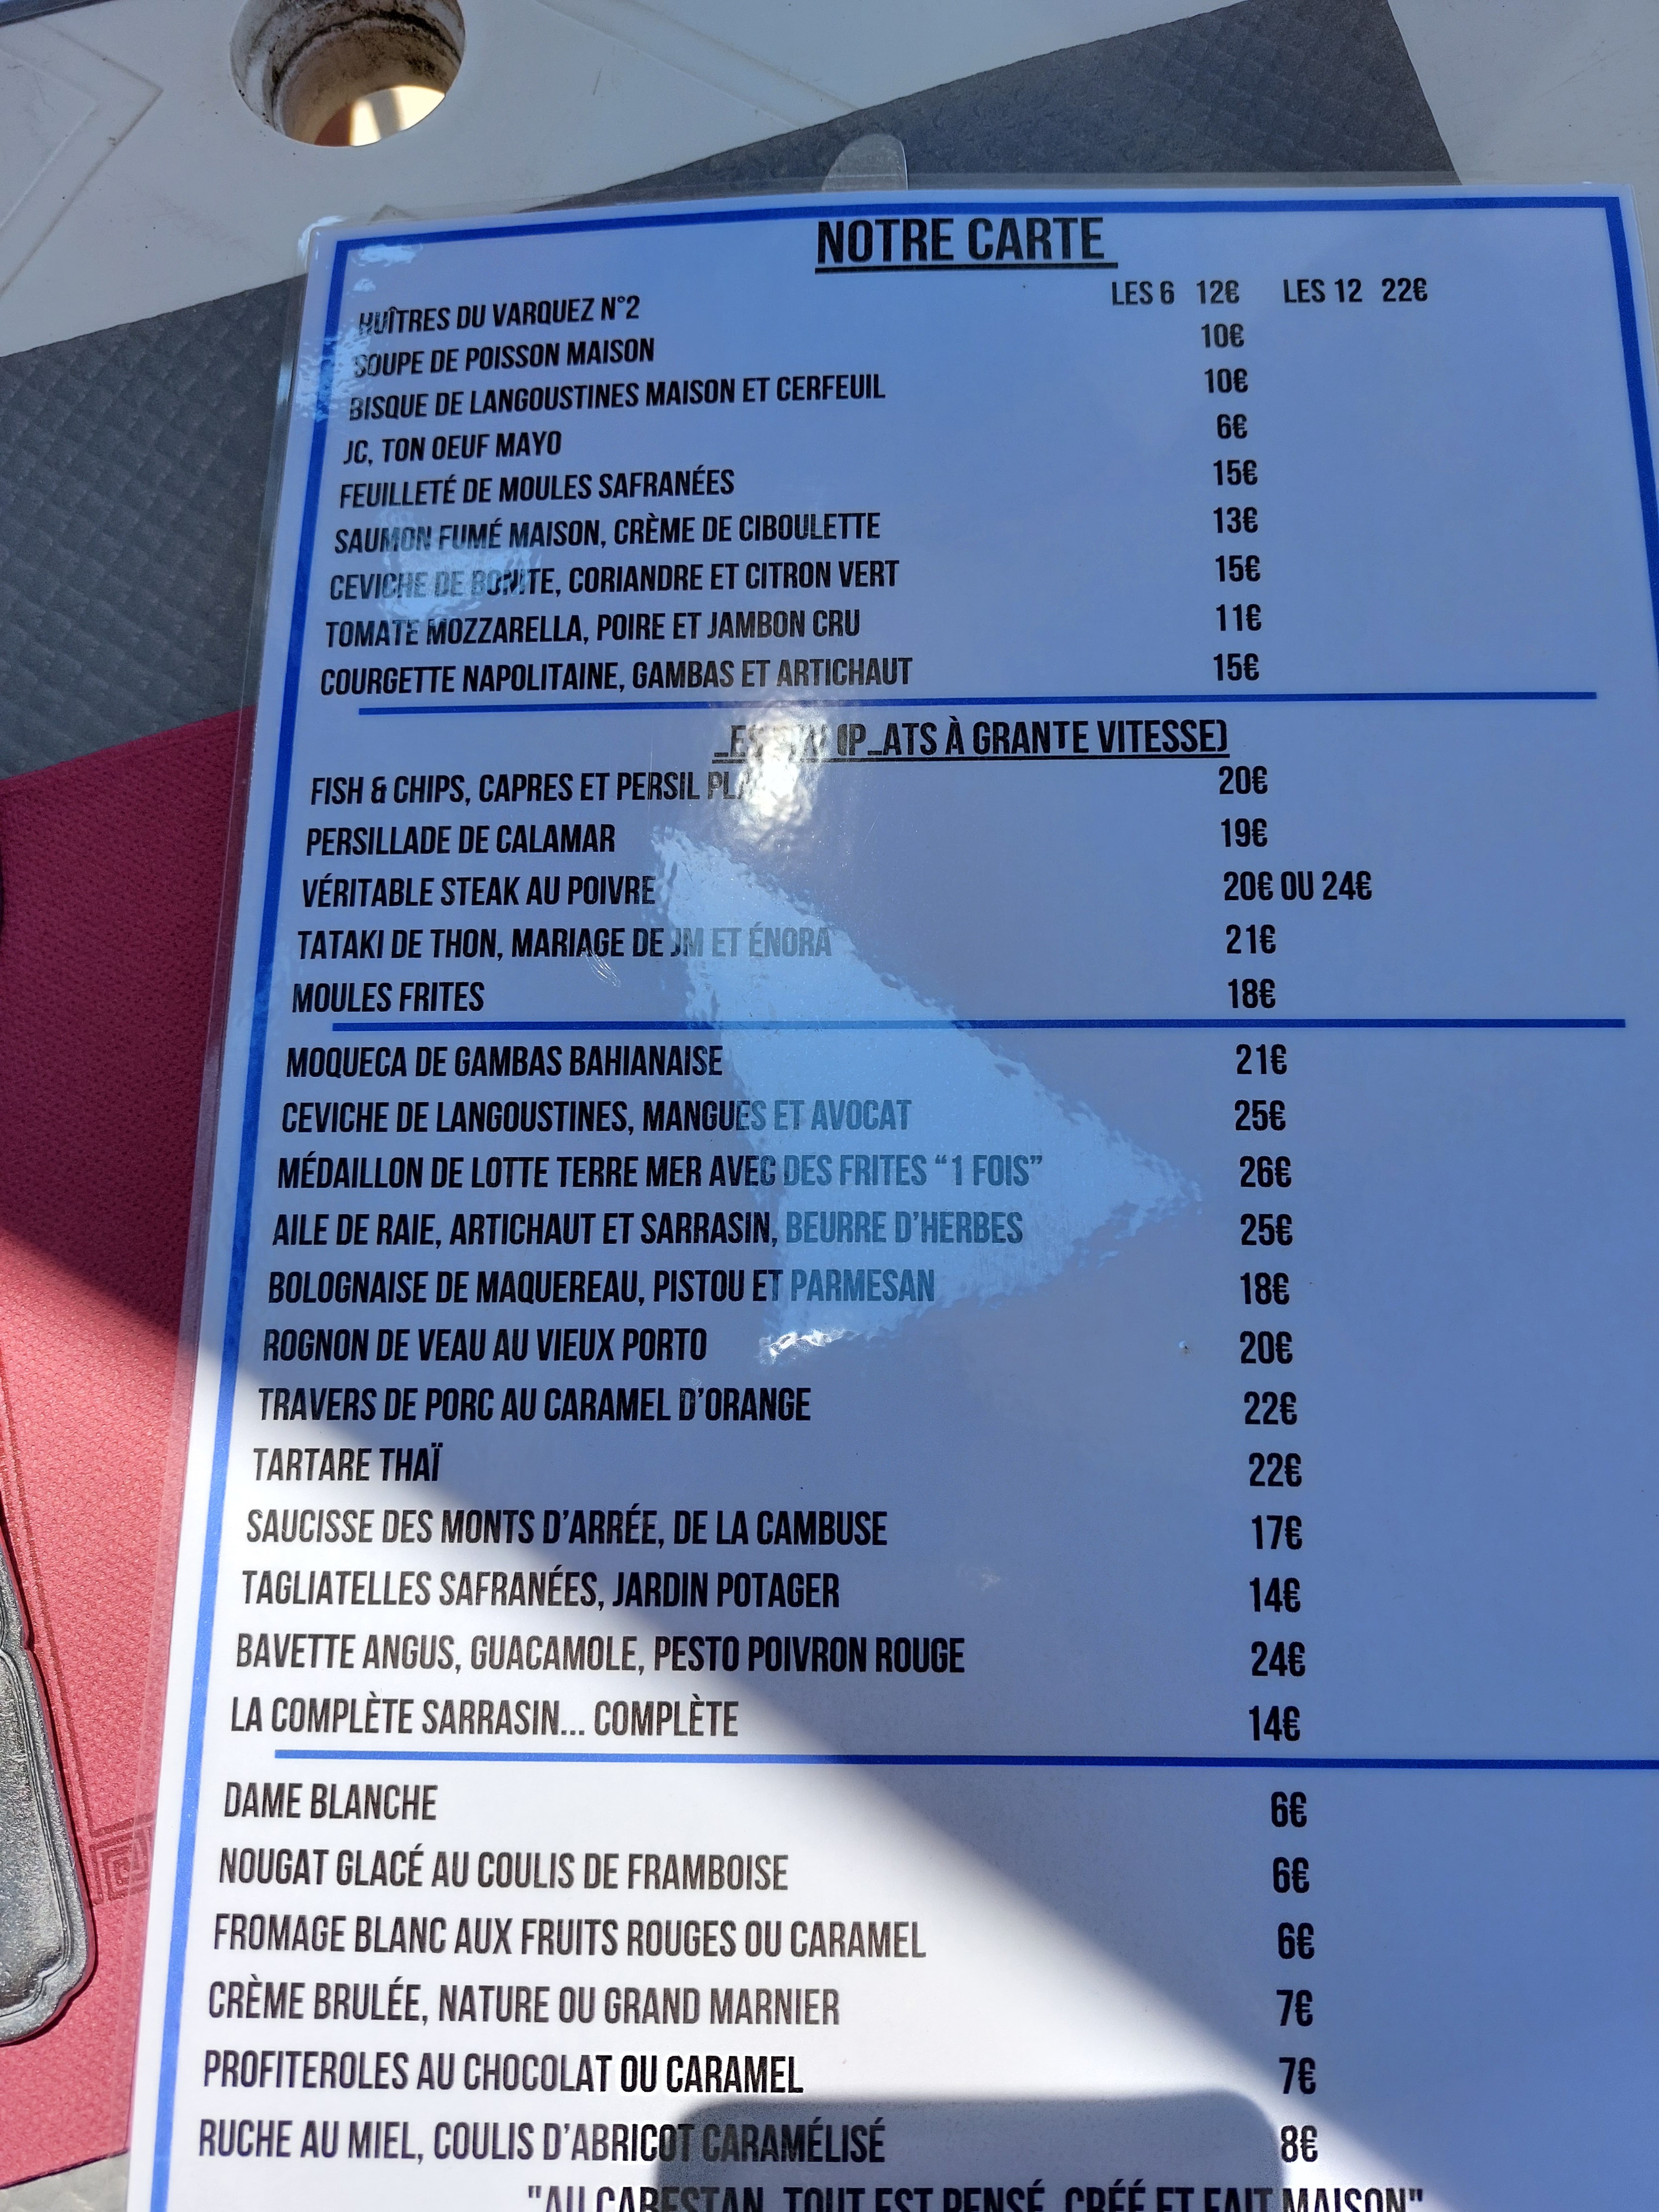 NOTRE CARTE
HUÎTRES DU VARQUEZ N°2 LES 6 12€ LES 12 22€
SOUPE DE POISSON MAISON 10€
BISQUE DE LANGOUSTINES MAISON ET CERFEUIL 10€
JC, TON OEUF MAYO 6€
FEUILLETÉ DE MOULES SAFRANÉES 15€
SAUMON FUMÉ MAISON, CRÈME DE CIBOULETTE 13€
CEVICHE DE BONITE, CORIANDRE ET CITRON VERT 15€
TOMATE MOZZARELLA, POIRE ET JAMBON CRU 11€
COURGETTE NAPOLITAINE, GAMBAS ET ARTICHAUT 15€
(PLATS À GRANTE VITESSE)
FISH & CHIPS, CAPRES ET PERSIL 20€
PERSILLADE DE CALAMAR 19€
VÉRITABLE STEAK AU POIVRE 20€ OU 24€
TATAKI DE THON, MARIAGE DE JM ET ÉNORA 21€
MOULES FRITES 18€
MOQUECA DE GAMBAS BAHIANAISE 21€
CEVICHE DE LANGOUSTINES, MANGUES ET AVOCAT 25€
MÉDAILLON DE LOTTE TERRE MER AVEC DES FRITES “1 FOIS” 26€
AILE DE RAIE, ARTICHAUT ET SARRASIN, BEURRE D’HERBES 25€
BOLOGNAISE DE MAQUEREAU, PISTOU ET PARMESAN 18€
ROGNON DE VEAU AU VIEUX PORTO 20€
TRAVERS DE PORC AU CARAMEL D’ORANGE 22€
TARTARE THAÏ 22€
SAUCISSE DES MONTS D’ARRÉE, DE LA CAMBUSE 17€
TAGLIATELLES SAFRANÉES, JARDIN POTAGER 14€
BAVETTE ANGUS, GUACAMOLE, PESTO POIVRON ROUGE 24€
LA COMPLÈTE SARRASIN... COMPLÈTE 14€
DAME BLANCHE 6€
NOUGAT GLACÉ AU COULIS DE FRAMBOISE 6€
FROMAGE BLANC AUX FRUITS ROUGES OU CARAMEL 6€
CRÈME BRULÉE, NATURE OU GRAND MARNIER 7€
PROFITEROLES AU CHOCOLAT OU CARAMEL 7€
RUCHE AU MIEL, COULIS D’ABRICOT CARAMÉLISÉ 8€
"AU CABESTAN, TOUT EST PENSÉ, CRÉÉ ET FAIT MAISON"